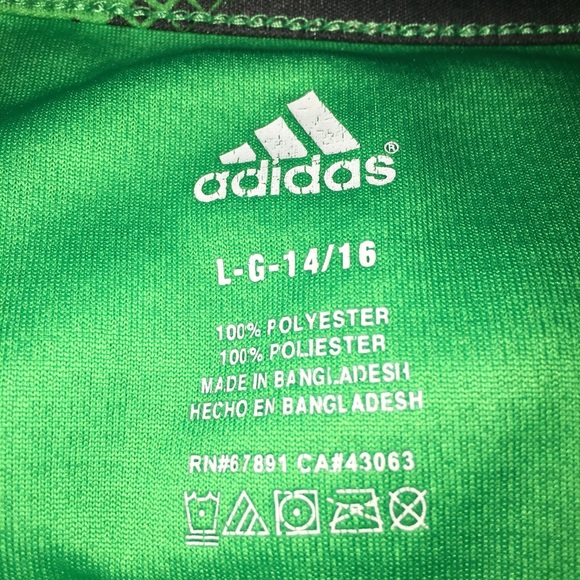 adidas®
L-G-14/16
100% POLYESTER
100% POLIESTER
MADE IN BANGLADESH
HECHO EN BANGLADESH
RN#67891 CA#43063